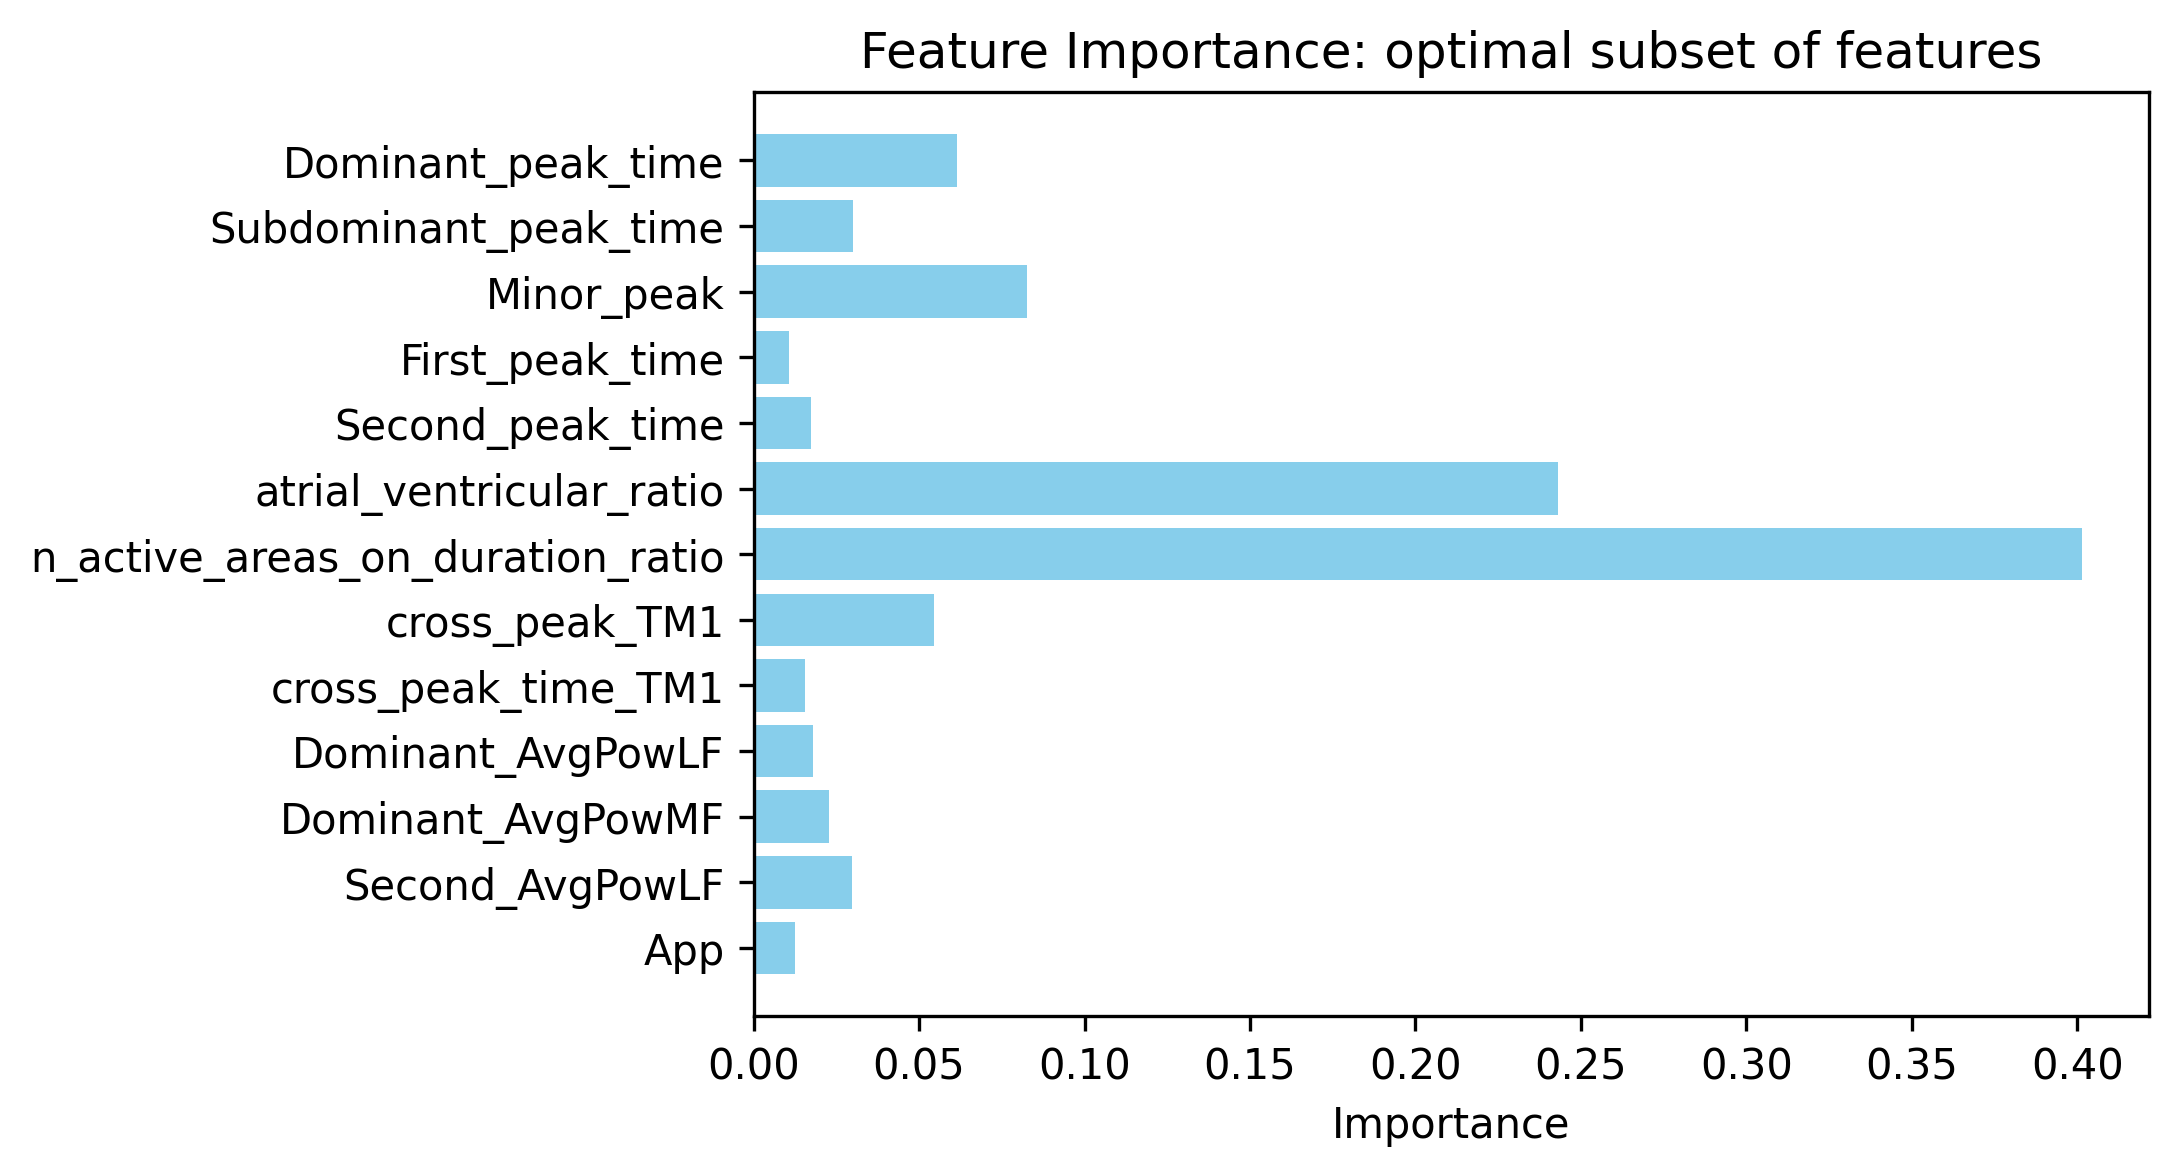 Feature Importance: optimal subset of features
Dominant_peak_time
Subdominant_peak_time
Minor_peak
First_peak_time
Second_peak_time
atrial_ventricular_ratio
n_active_areas_on_duration_ratio
cross_peak_TM1
cross_peak_time_TM1
Dominant_AvgPowLF
Dominant_AvgPowMF
Second_AvgPowLF
App
0.00 0.05 0.10 0.15 0.20 0.25 0.30 0.35 0.40
Importance